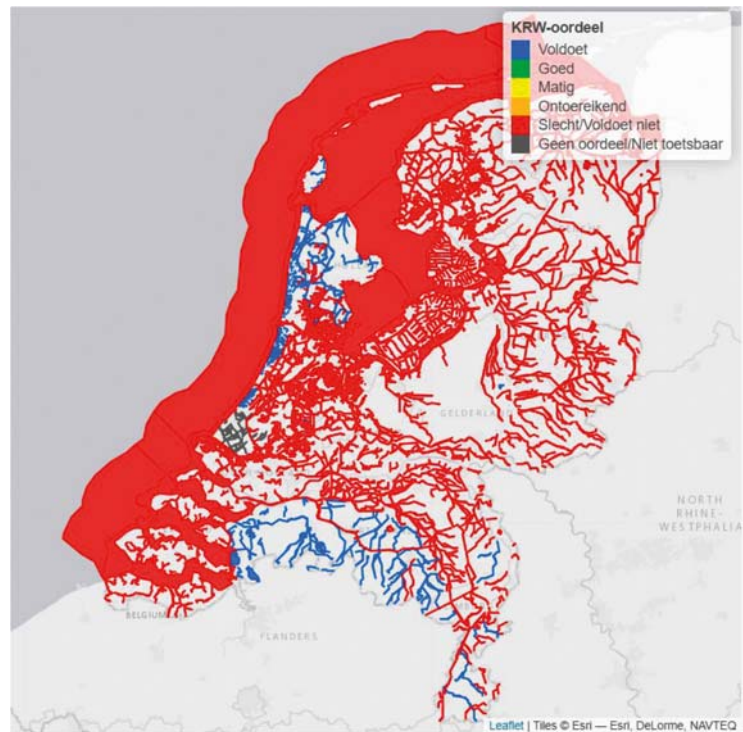 KRW-oordeel
Voldoet
Goed
Matig
Ontoereikend
Slecht/Voldoet niet
Geen oordeel/Niet toetsbaar
GELDERLAND
NORTH
RHINE-
WESTPHALIA
BELGIUM
FLANDERS
Leaflet | Tiles © Esri — Esri, DeLorme, NAVTEQ